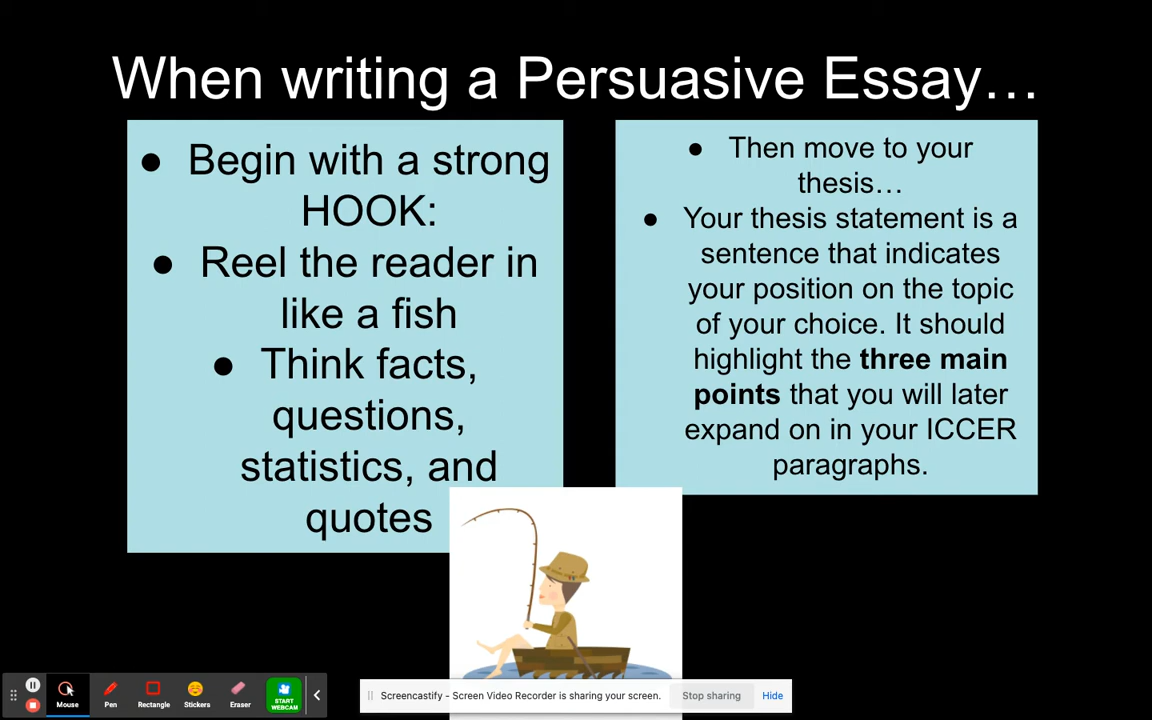 When writing a Persuasive Essay…
● Begin with a strong
HOOK:
● Reel the reader in
like a fish
● Think facts,
questions,
statistics, and
quotes
● Then move to your
thesis…
● Your thesis statement is a
sentence that indicates
your position on the topic
of your choice. It should
highlight the three main
points that you will later
expand on in your ICCER
paragraphs.
Mouse
Pen
Rectangle
Stickers
Eraser
START
WEBCAM
Screencastify - Screen Video Recorder is sharing your screen.
Stop sharing
Hide